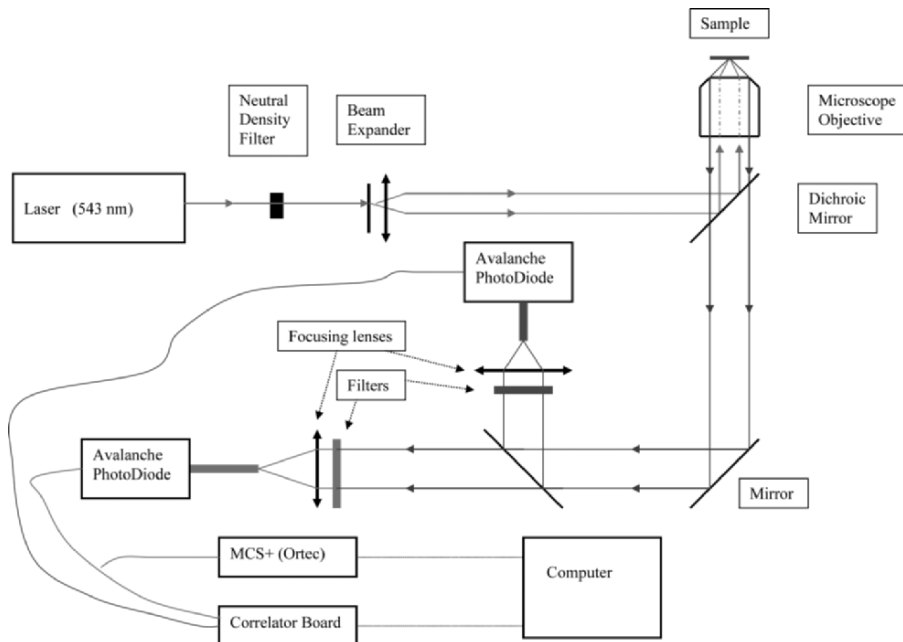 Sample
Neutral
Density
Filter
Beam
Expander
Microscope
Objective
Laser (543 nm)
Dichroic
Mirror
Avalanche
PhotoDiode
Focusing lenses
Filters
Avalanche
PhotoDiode
Mirror
MCS+ (Ortec)
Computer
Correlator Board